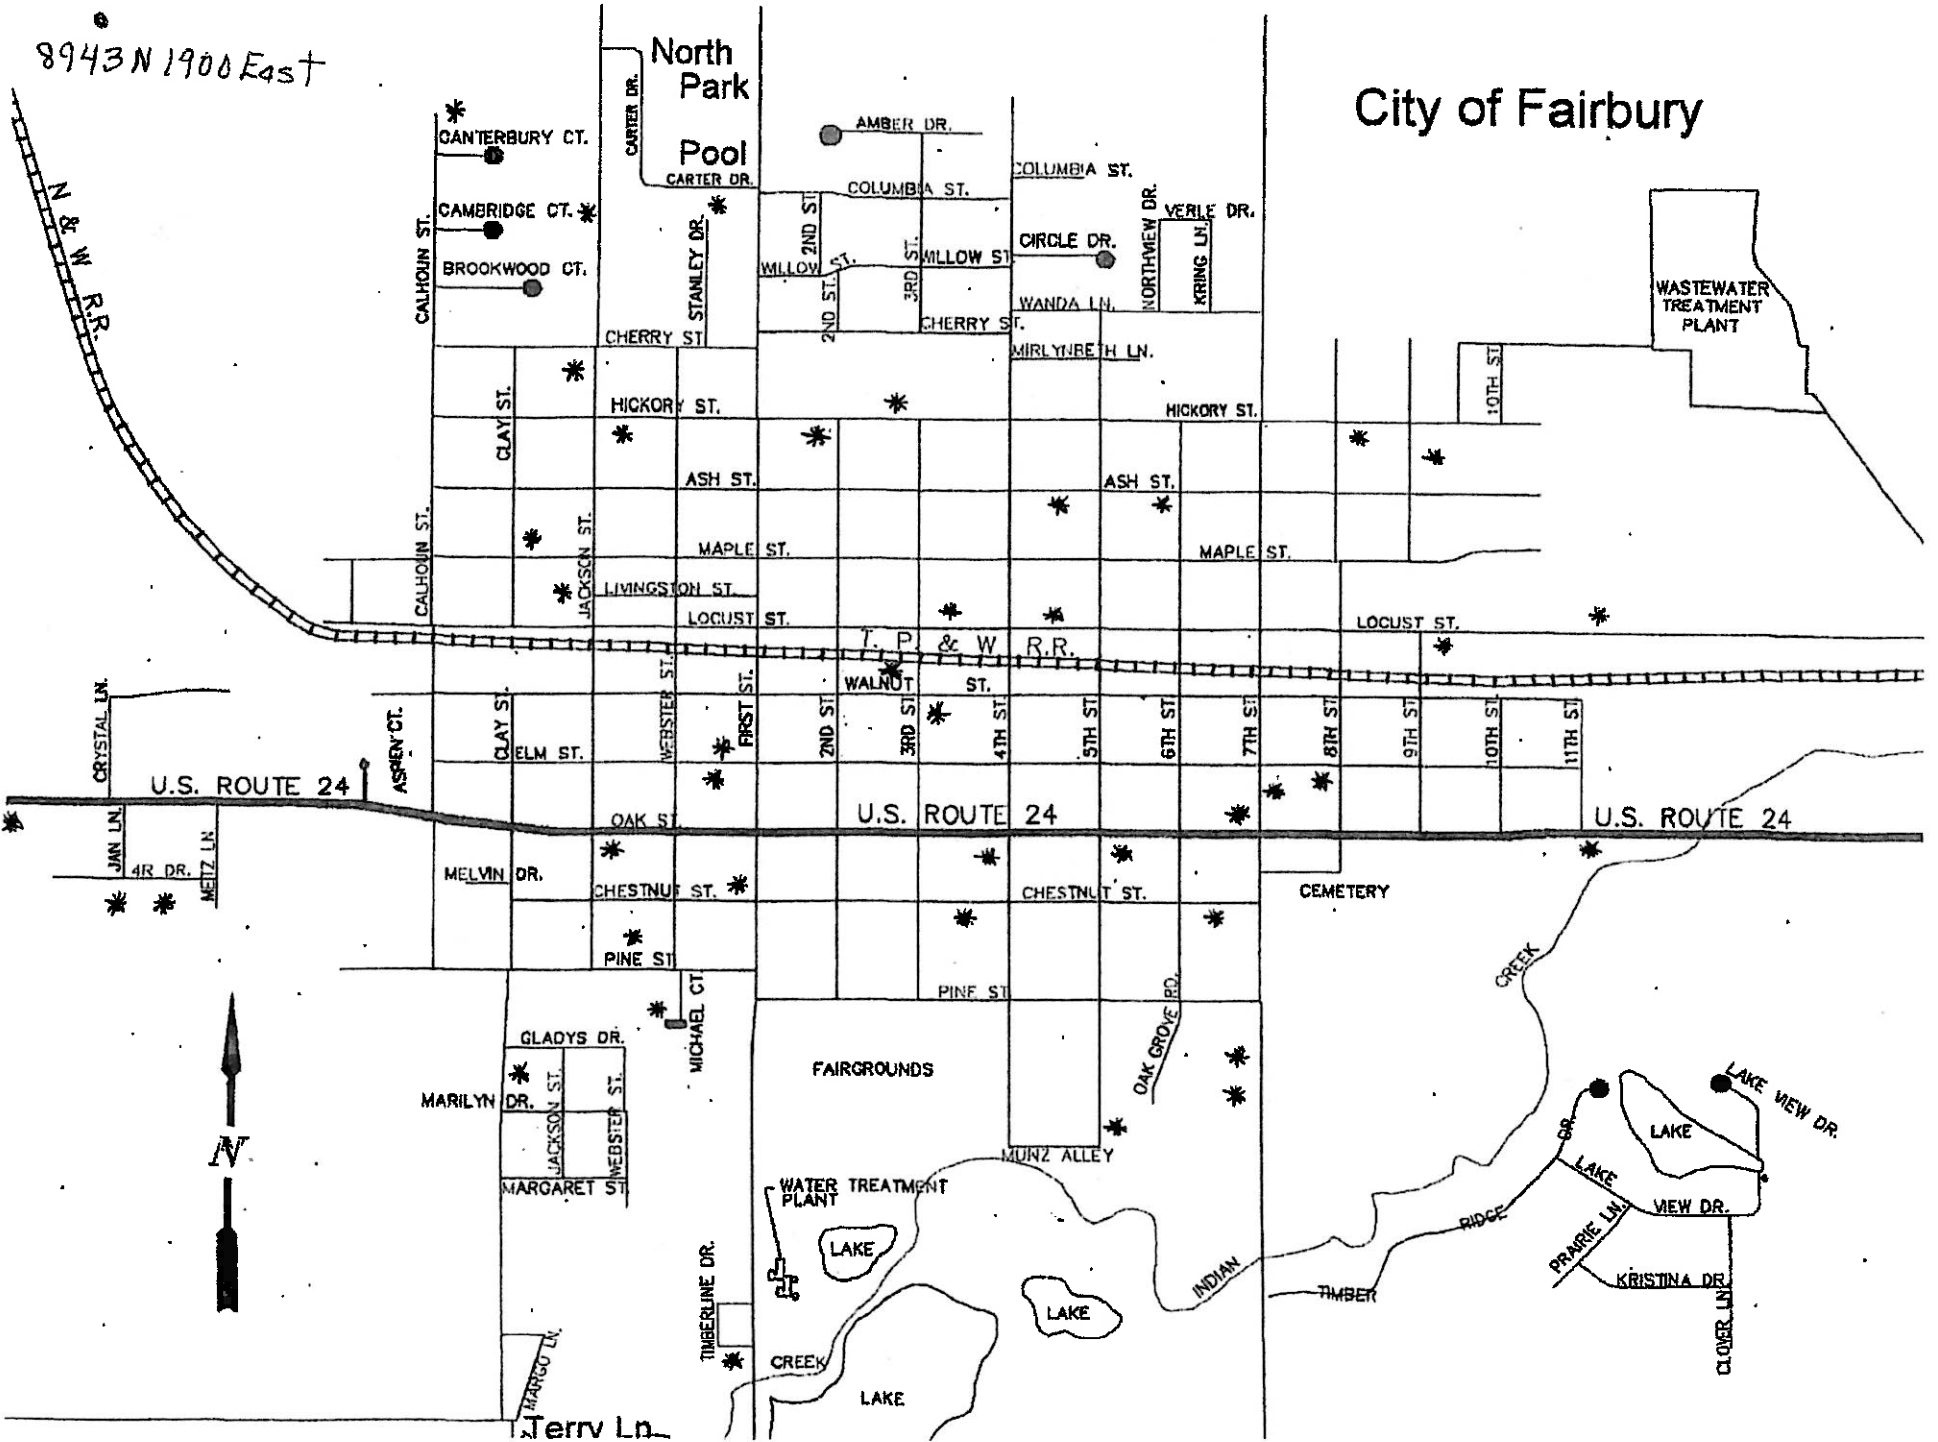 8943 N 1900 East
North
Park
Pool
City of Fairbury
CARTER DR.
CARTER DR.
AMBER DR.
CANTERBURY CT.
COLUMBIA ST.
COLUMBIA ST.
N & W R.R.
CAMBRIDGE CT.
CALHOUN ST.
STANLEY DR.
2ND ST.
3RD ST.
NORTHVIEW DR.
VERLE DR.
KRING LN.
CIRCLE DR.
BROOKWOOD CT.
WILLOW ST.
WILLOW ST
2ND ST.
WANDA LN.
WASTEWATER
TREATMENT
PLANT
CHERRY ST
CHERRY ST.
MIRLYNBETH LN.
10TH ST
CLAY ST.
HICKORY ST.
HICKORY ST.
ASH ST.
ASH ST.
CALHOUN ST.
JACKSON ST.
MAPLE ST.
MAPLE ST.
LIVINGSTON ST.
LOCUST ST.
LOCUST ST.
T. P. & W R.R.
WALNUT ST.
CRYSTAL LN.
ASPEN CT.
CLAY ST.
ELM ST.
WEBSTER ST.
FIRST ST.
2ND ST
3RD ST.
4TH ST.
5TH ST
6TH ST
7TH ST
8TH ST
9TH ST
10TH ST
11TH ST
U.S. ROUTE 24
OAK ST.
U.S. ROUTE 24
U.S. ROUTE 24
JAN LN.
4R DR.
METZ LN
MELVIN DR.
CHESTNUT ST.
CHESTNUT ST.
CEMETERY
PINE ST
PINE ST
MICHAEL CT.
OAK GROVE RD.
CREEK
GLADYS DR.
FAIRGROUNDS
MARILYN DR.
JACKSON ST.
WEBSTER ST.
MARGARET ST
MUNZ ALLEY
N
WATER TREATMENT
PLANT
LAKE
LAKE
LAKE
TIMBERLINE DR.
CREEK
INDIAN
TIMBER
RIDGE
DR.
LAKE
LAKE VIEW DR.
LAKE
VIEW DR.
PRAIRIE LN.
KRISTINA DR.
CLOVER LN.
MARGO LN.
Terry Ln